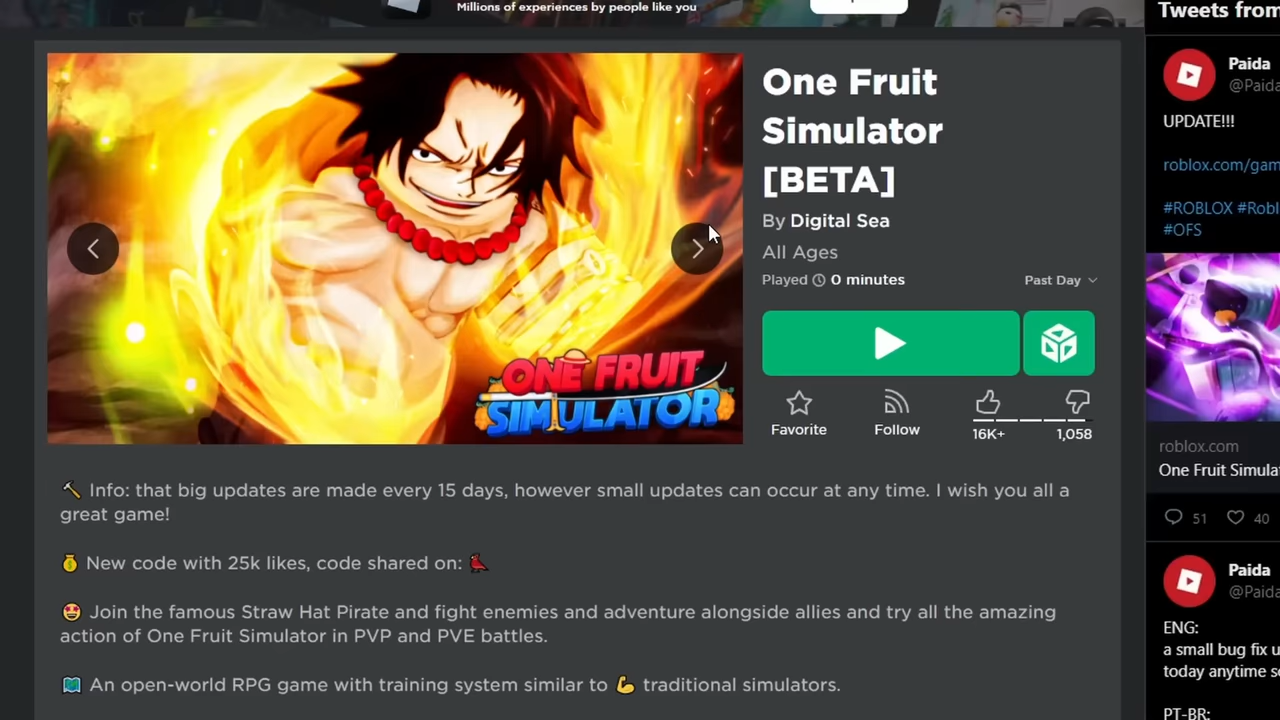 Millions of experiences by people like you
ONE FRUIT
SIMULATOR
One Fruit
Simulator
[BETA]
By Digital Sea
All Ages
Played 0 minutes
Past Day
Favorite
Follow
16K+
1,058
Info: that big updates are made every 15 days, however small updates can occur at any time. I wish you all a
great game!
New code with 25k likes, code shared on:
Join the famous Straw Hat Pirate and fight enemies and adventure alongside allies and try all the amazing
action of One Fruit Simulator in PVP and PVE battles.
An open-world RPG game with training system similar to 💪 traditional simulators.
Tweets from
Paida
@Paida
UPDATE!!!
roblox.com/gam
#ROBLOX #Robl
#OFS
roblox.com
One Fruit Simula
51
40
Paida
@Paida
ENG:
a small bug fix u
today anytime so
PT-BR: